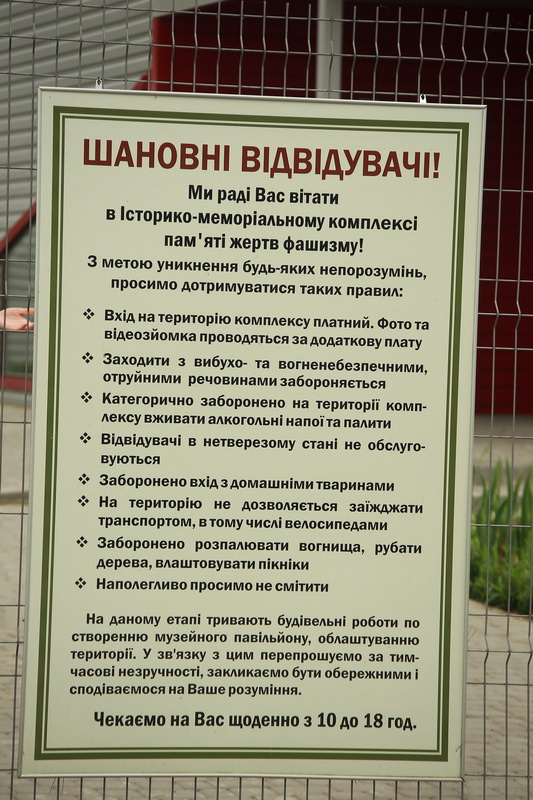 ШАНОВНІ ВІДВІДУВАЧІ!
Ми раді Вас вітати
в Історико-меморіальному комплексі
пам'яті жертв фашизму!
З метою уникнення будь-яких непорозумінь,
просимо дотримуватися таких правил:
❖ Вхід на територію комплексу платний. Фото та
відеозйомка проводяться за додаткову плату
❖ Заходити з вибухо- та вогненебезпечними,
отруйними речовинами забороняється
❖ Категорично заборонено на території комп-
лексу вживати алкогольні напої та палити
❖ Відвідувачі в нетверезому стані не обслуго-
вуються
❖ Заборонено вхід з домашніми тваринами
❖ На територію не дозволяється заїжджати
транспортом, в тому числі велосипедами
❖ Заборонено розпалювати вогнища, рубати
дерева, влаштовувати пікніки
❖ Наполегливо просимо не смітити
На даному етапі тривають будівельні роботи по
створенню музейного павільйону, облаштуванню
території. У зв'язку з цим перепрошуємо за тим-
часові незручності, закликаємо бути обережними і
сподіваємося на Ваше розуміння.
Чекаємо на Вас щоденно з 10 до 18 год.